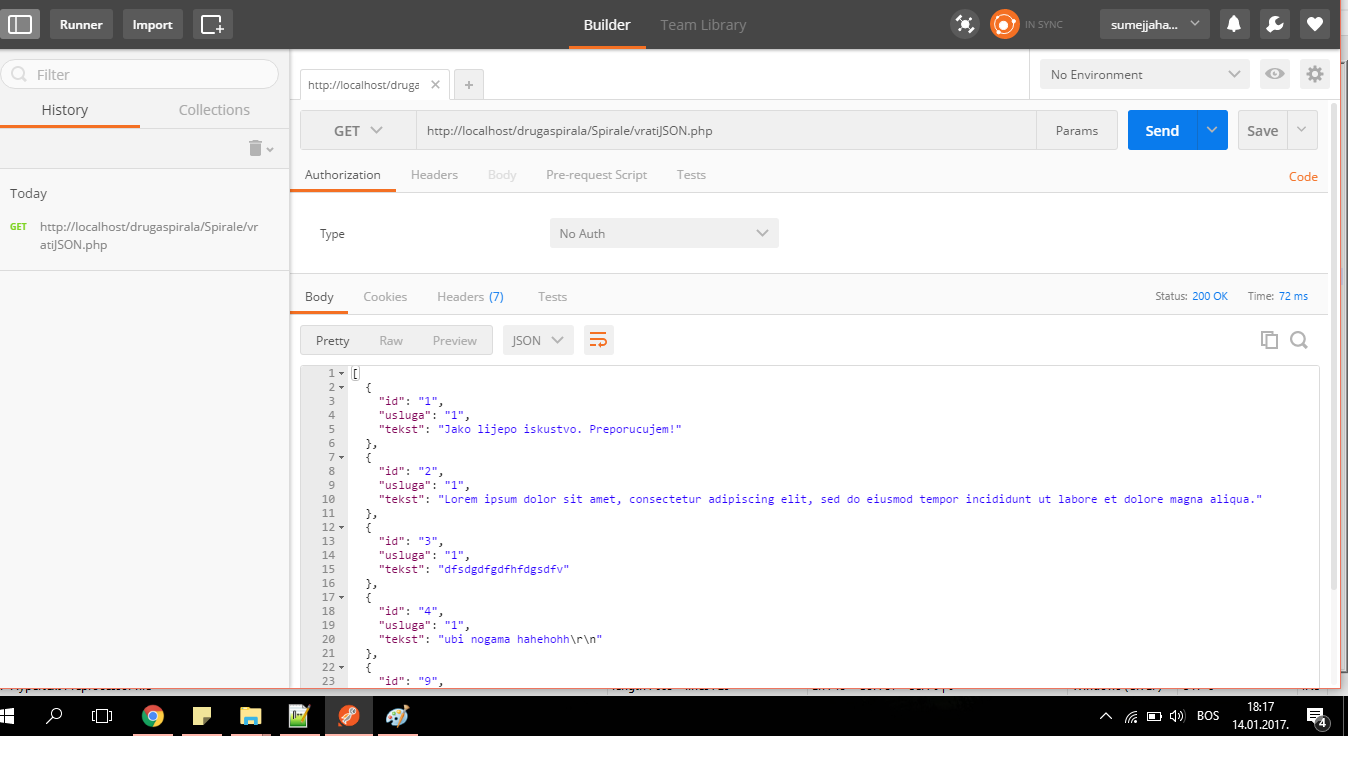 Runner Import Builder Team Library IN SYNC sumejjaha...
Filter
History Collections
Today
GET http://localhost/drugaspirala/Spirale/vr
atiJSON.php
http://localhost/druga No Environment
GET http://localhost/drugaspirala/Spirale/vratiJSON.php Params Send Save
Authorization Headers Body Pre-request Script Tests Code
Type No Auth
Body Cookies Headers (7) Tests Status: 200 OK Time: 72 ms
Pretty Raw Preview JSON
1 [
2 {
3 "id": "1",
4 "usluga": "1",
5 "tekst": "Jako lijepo iskustvo. Preporucujem!"
6 },
7 {
8 "id": "2",
9 "usluga": "1",
10 "tekst": "Lorem ipsum dolor sit amet, consectetur adipiscing elit, sed do eiusmod tempor incididunt ut labore et dolore magna aliqua."
11 },
12 {
13 "id": "3",
14 "usluga": "1",
15 "tekst": "dfsdgdfgdfhfdgsdfv"
16 },
17 {
18 "id": "4",
19 "usluga": "1",
20 "tekst": "ubi nogama hahehohh\r\n"
21 },
22 {
23 "id": "9",
BOS 18:17
14.01.2017. 4